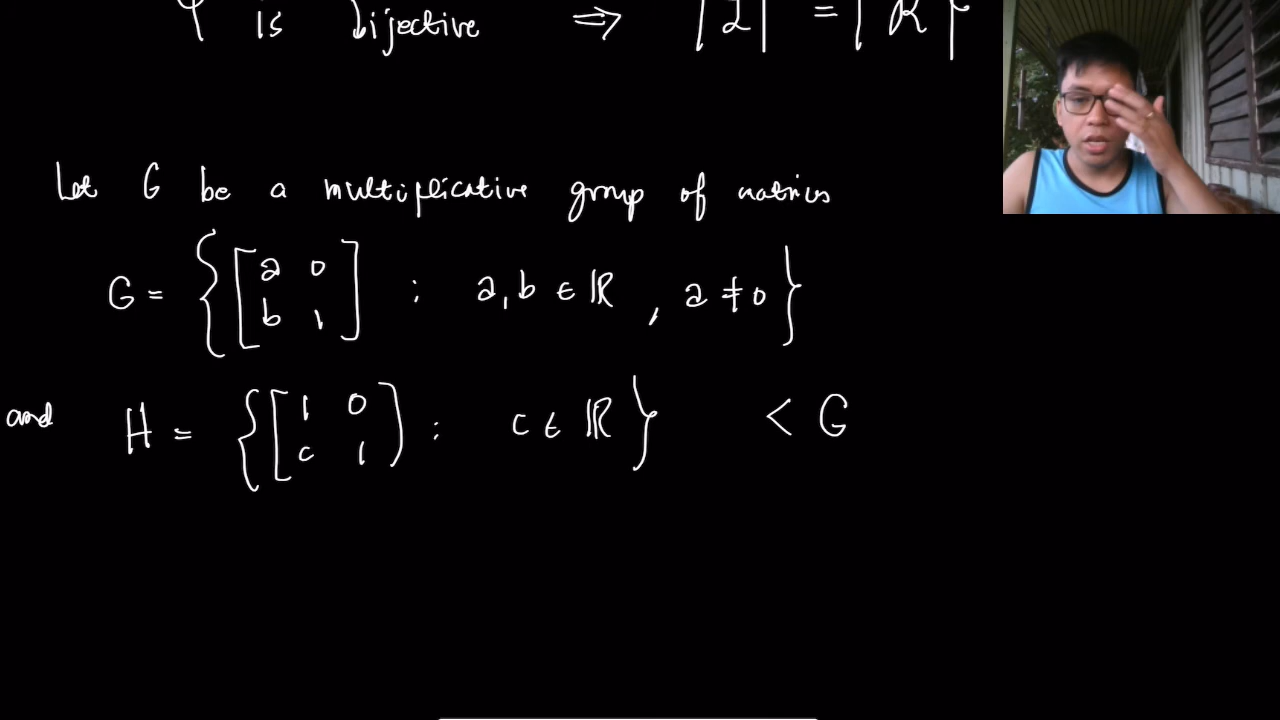 φ is bijective ⇒ |L| = |R|
Let G be a multiplicative group of matrices
G = { [ a 0 ; b 1 ] : a, b ∈ ℝ, a ≠ 0 }
and H = { [ 1 0 ; c 1 ] : c ∈ ℝ } < G